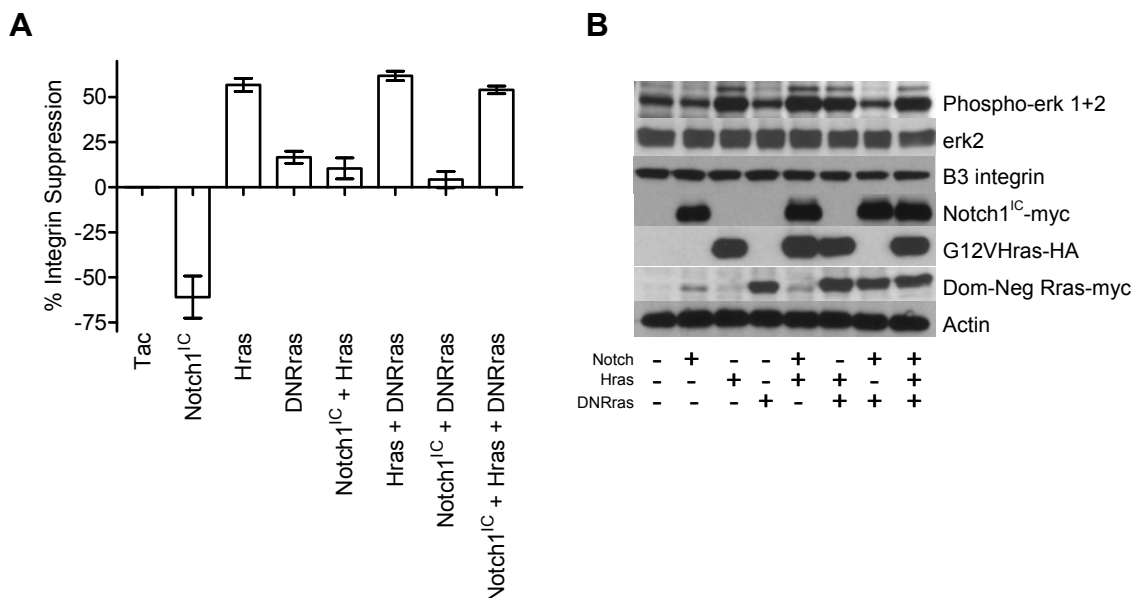 A
% Integrin Suppression
50
25
0
-25
-50
-75
Tac
Notch1IC
Hras
DNRras
Notch1IC + Hras
Hras + DNRras
Notch1IC + DNRras
Notch1IC + Hras + DNRras
B
Phospho-erk 1+2
erk2
B3 integrin
Notch1IC-myc
G12VHras-HA
Dom-Neg Rras-myc
Actin
Notch - + - - + - + +
Hras - - + - + + - +
DNRras - - - + - + + +